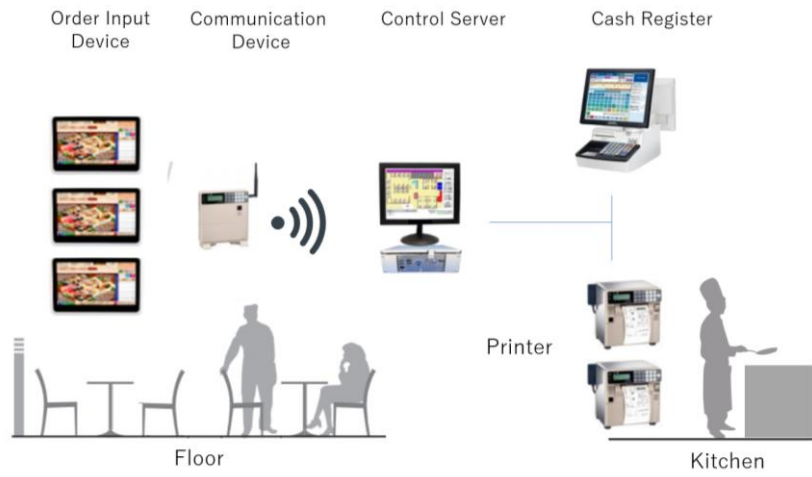 Order Input
Device
Communication
Device
Control Server
Cash Register
Printer
Floor
Kitchen